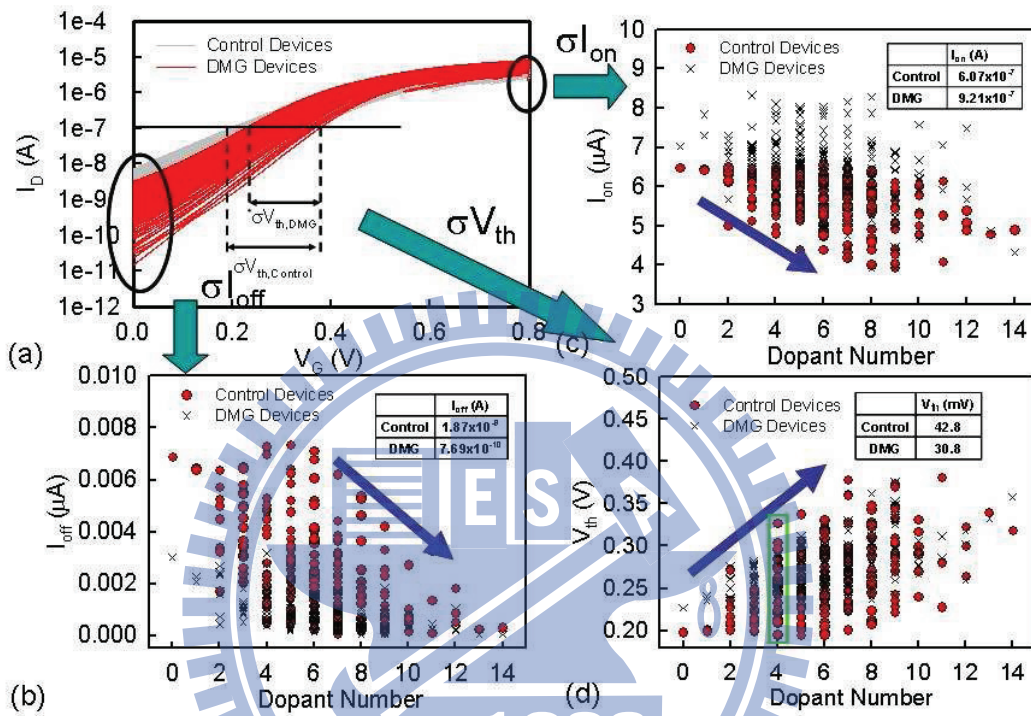 1e-4
1e-5
1e-6
1e-7
1e-8
1e-9
1e-10
1e-11
1e-12
I_D (A)
Control Devices
DMG Devices
*σV_th,DMG
σV_th,Control
0.0 0.2 0.4 0.6 0.8
V_G (V)
(a)
σI_on
σV_th
σI_off
10
9
8
7
6
5
4
3
I_on (μA)
Control Devices
DMG Devices
I_on (A)
Control 6.07x10^-7
DMG 9.21x10^-7
0 2 4 6 8 10 12 14
Dopant Number
(c)
0.010
0.008
0.006
0.004
0.002
0.000
I_off (μA)
Control Devices
DMG Devices
I_off (A)
Control
DMG 7.69x10^-10
0 2 4 6 8 10 12 14
Dopant Number
(b)
0.50
0.45
0.40
0.35
0.30
0.25
0.20
V_th (V)
Control Devices
DMG Devices
V_th (mV)
Control 42.8
DMG 30.8
0 2 4 6 8 10 12 14
Dopant Number
(d)
ES